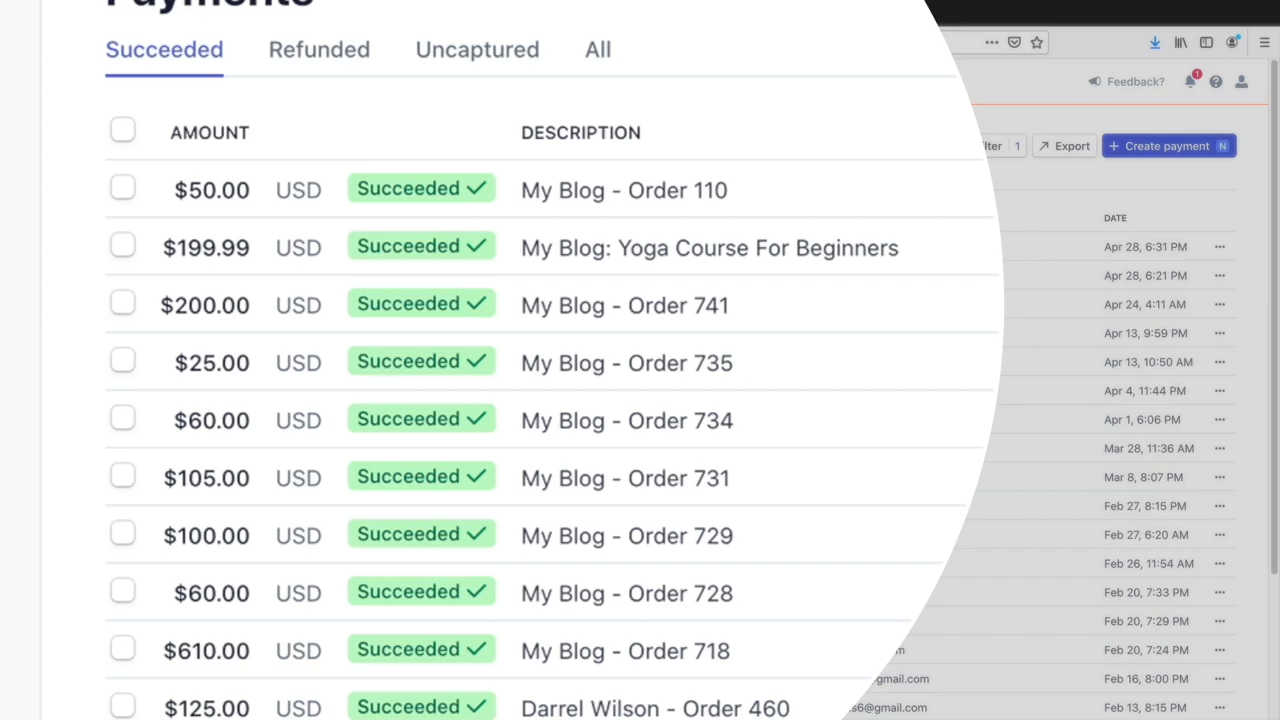 Payments
Succeeded Refunded Uncaptured All
AMOUNT DESCRIPTION
$50.00 USD Succeeded My Blog - Order 110
$199.99 USD Succeeded My Blog: Yoga Course For Beginners
$200.00 USD Succeeded My Blog - Order 741
$25.00 USD Succeeded My Blog - Order 735
$60.00 USD Succeeded My Blog - Order 734
$105.00 USD Succeeded My Blog - Order 731
$100.00 USD Succeeded My Blog - Order 729
$60.00 USD Succeeded My Blog - Order 728
$610.00 USD Succeeded My Blog - Order 718
$125.00 USD Succeeded Darrel Wilson - Order 460
Feedback? 1
lter 1 Export + Create payment N
DATE
Apr 28, 6:31 PM
Apr 28, 6:21 PM
Apr 24, 4:11 AM
Apr 13, 9:59 PM
Apr 13, 10:50 AM
Apr 4, 11:44 PM
Apr 1, 6:06 PM
Mar 28, 11:36 AM
Mar 8, 8:07 PM
Feb 27, 8:15 PM
Feb 27, 6:20 AM
Feb 26, 11:54 AM
Feb 20, 7:33 PM
Feb 20, 7:29 PM
m Feb 20, 7:24 PM
gmail.com Feb 16, 8:00 PM
s6@gmail.com Feb 13, 8:15 PM